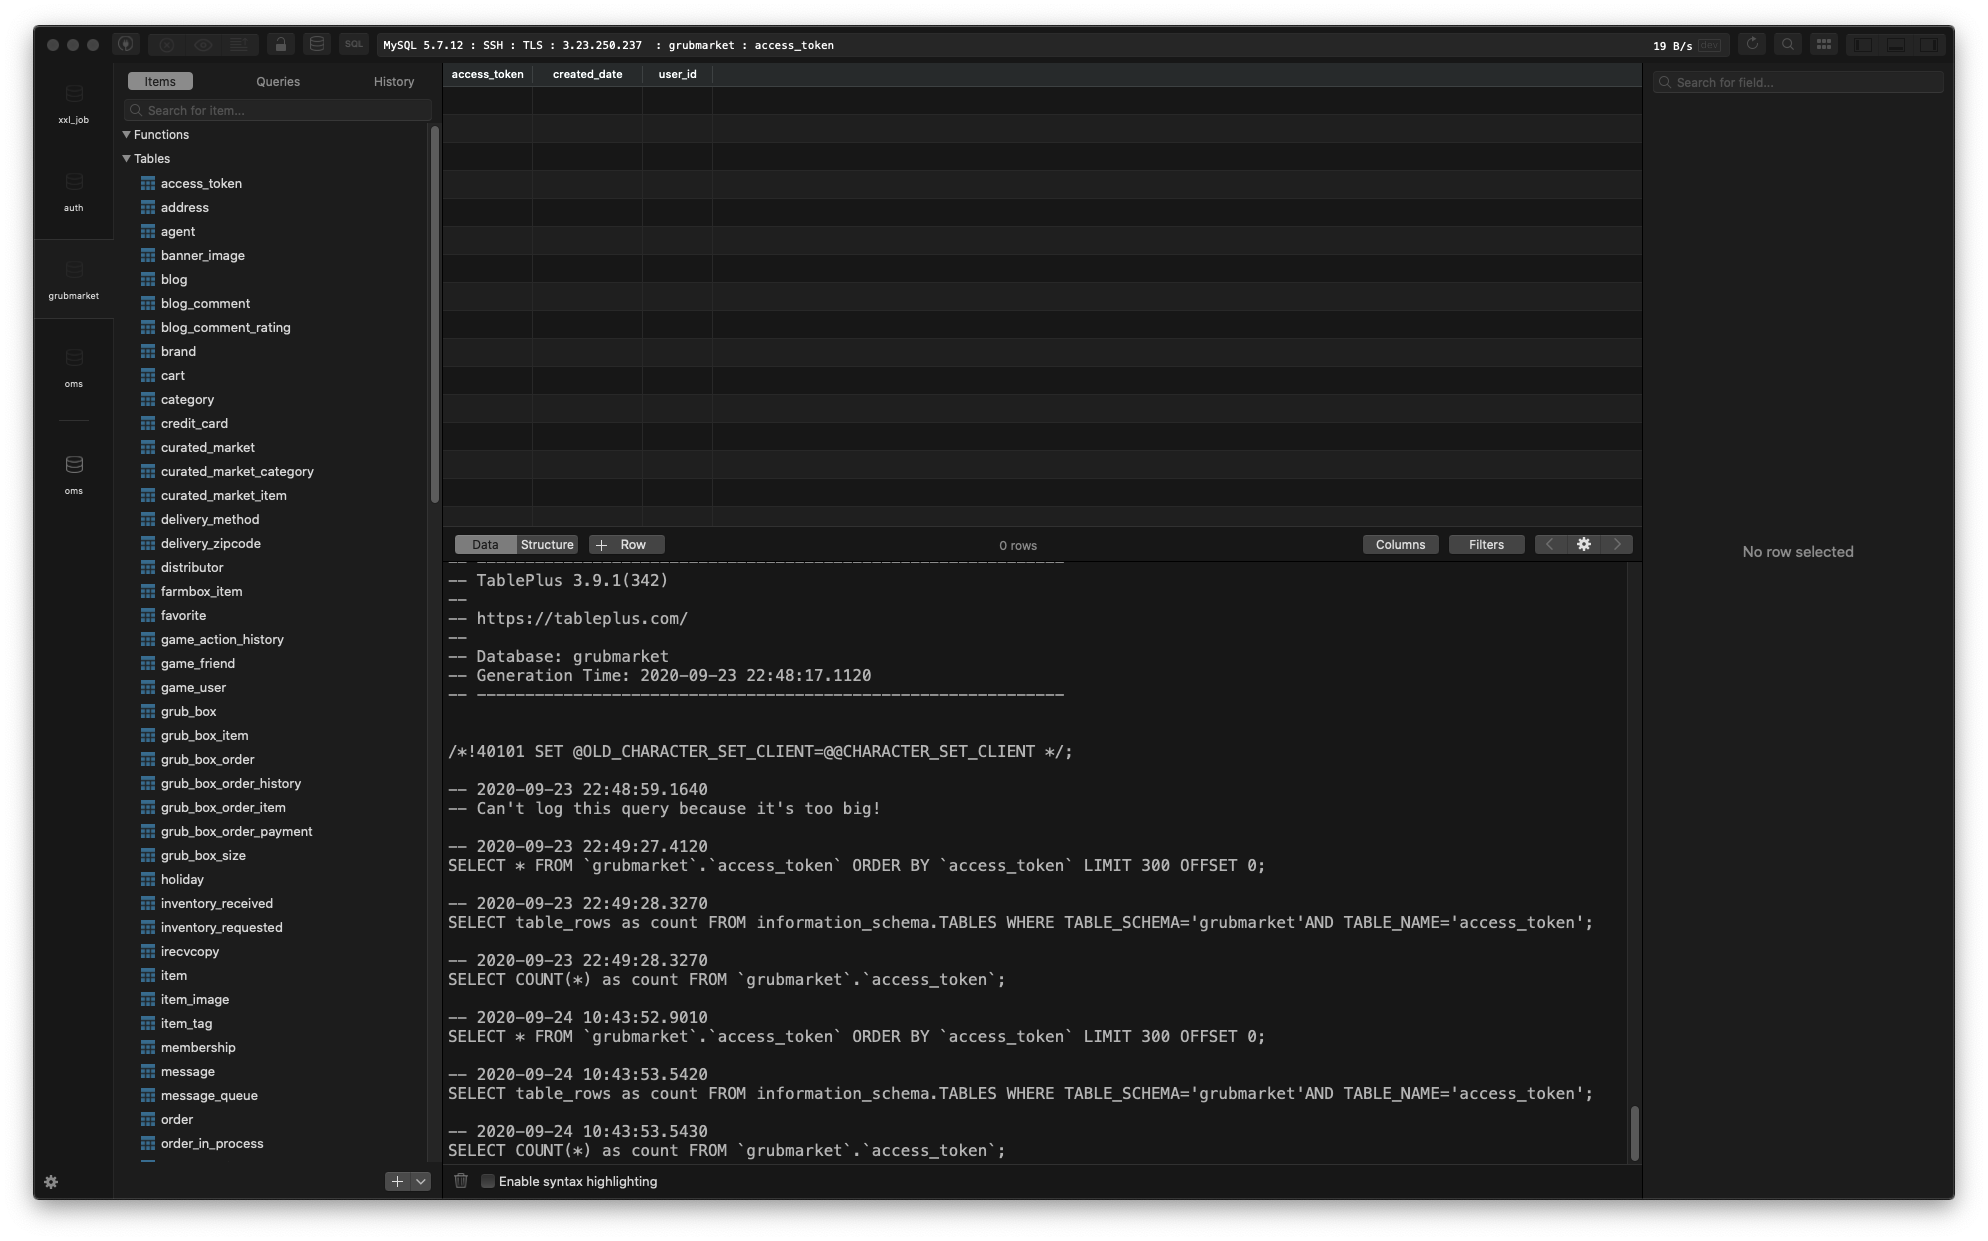 SQL
MySQL 5.7.12 : SSH : TLS : 3.23.250.237 : grubmarket : access_token
19 B/s dev
xxl_job
auth
grubmarket
oms
oms
Items Queries History
Search for item...
Functions
Tables
access_token
address
agent
banner_image
blog
blog_comment
blog_comment_rating
brand
cart
category
credit_card
curated_market
curated_market_category
curated_market_item
delivery_method
delivery_zipcode
distributor
farmbox_item
favorite
game_action_history
game_friend
game_user
grub_box
grub_box_item
grub_box_order
grub_box_order_history
grub_box_order_item
grub_box_order_payment
grub_box_size
holiday
inventory_received
inventory_requested
irecvcopy
item
item_image
item_tag
membership
message
message_queue
order
order_in_process
access_token created_date user_id
Data Structure + Row 0 rows Columns Filters
-- -------------------------------------------------------------
-- TablePlus 3.9.1(342)
--
-- https://tableplus.com/
--
-- Database: grubmarket
-- Generation Time: 2020-09-23 22:48:17.1120
-- -------------------------------------------------------------
/*!40101 SET @OLD_CHARACTER_SET_CLIENT=@@CHARACTER_SET_CLIENT */;
-- 2020-09-23 22:48:59.1640
-- Can't log this query because it's too big!
-- 2020-09-23 22:49:27.4120
SELECT * FROM `grubmarket`.`access_token` ORDER BY `access_token` LIMIT 300 OFFSET 0;
-- 2020-09-23 22:49:28.3270
SELECT table_rows as count FROM information_schema.TABLES WHERE TABLE_SCHEMA='grubmarket'AND TABLE_NAME='access_token';
-- 2020-09-23 22:49:28.3270
SELECT COUNT(*) as count FROM `grubmarket`.`access_token`;
-- 2020-09-24 10:43:52.9010
SELECT * FROM `grubmarket`.`access_token` ORDER BY `access_token` LIMIT 300 OFFSET 0;
-- 2020-09-24 10:43:53.5420
SELECT table_rows as count FROM information_schema.TABLES WHERE TABLE_SCHEMA='grubmarket'AND TABLE_NAME='access_token';
-- 2020-09-24 10:43:53.5430
SELECT COUNT(*) as count FROM `grubmarket`.`access_token`;
Enable syntax highlighting
Search for field...
No row selected